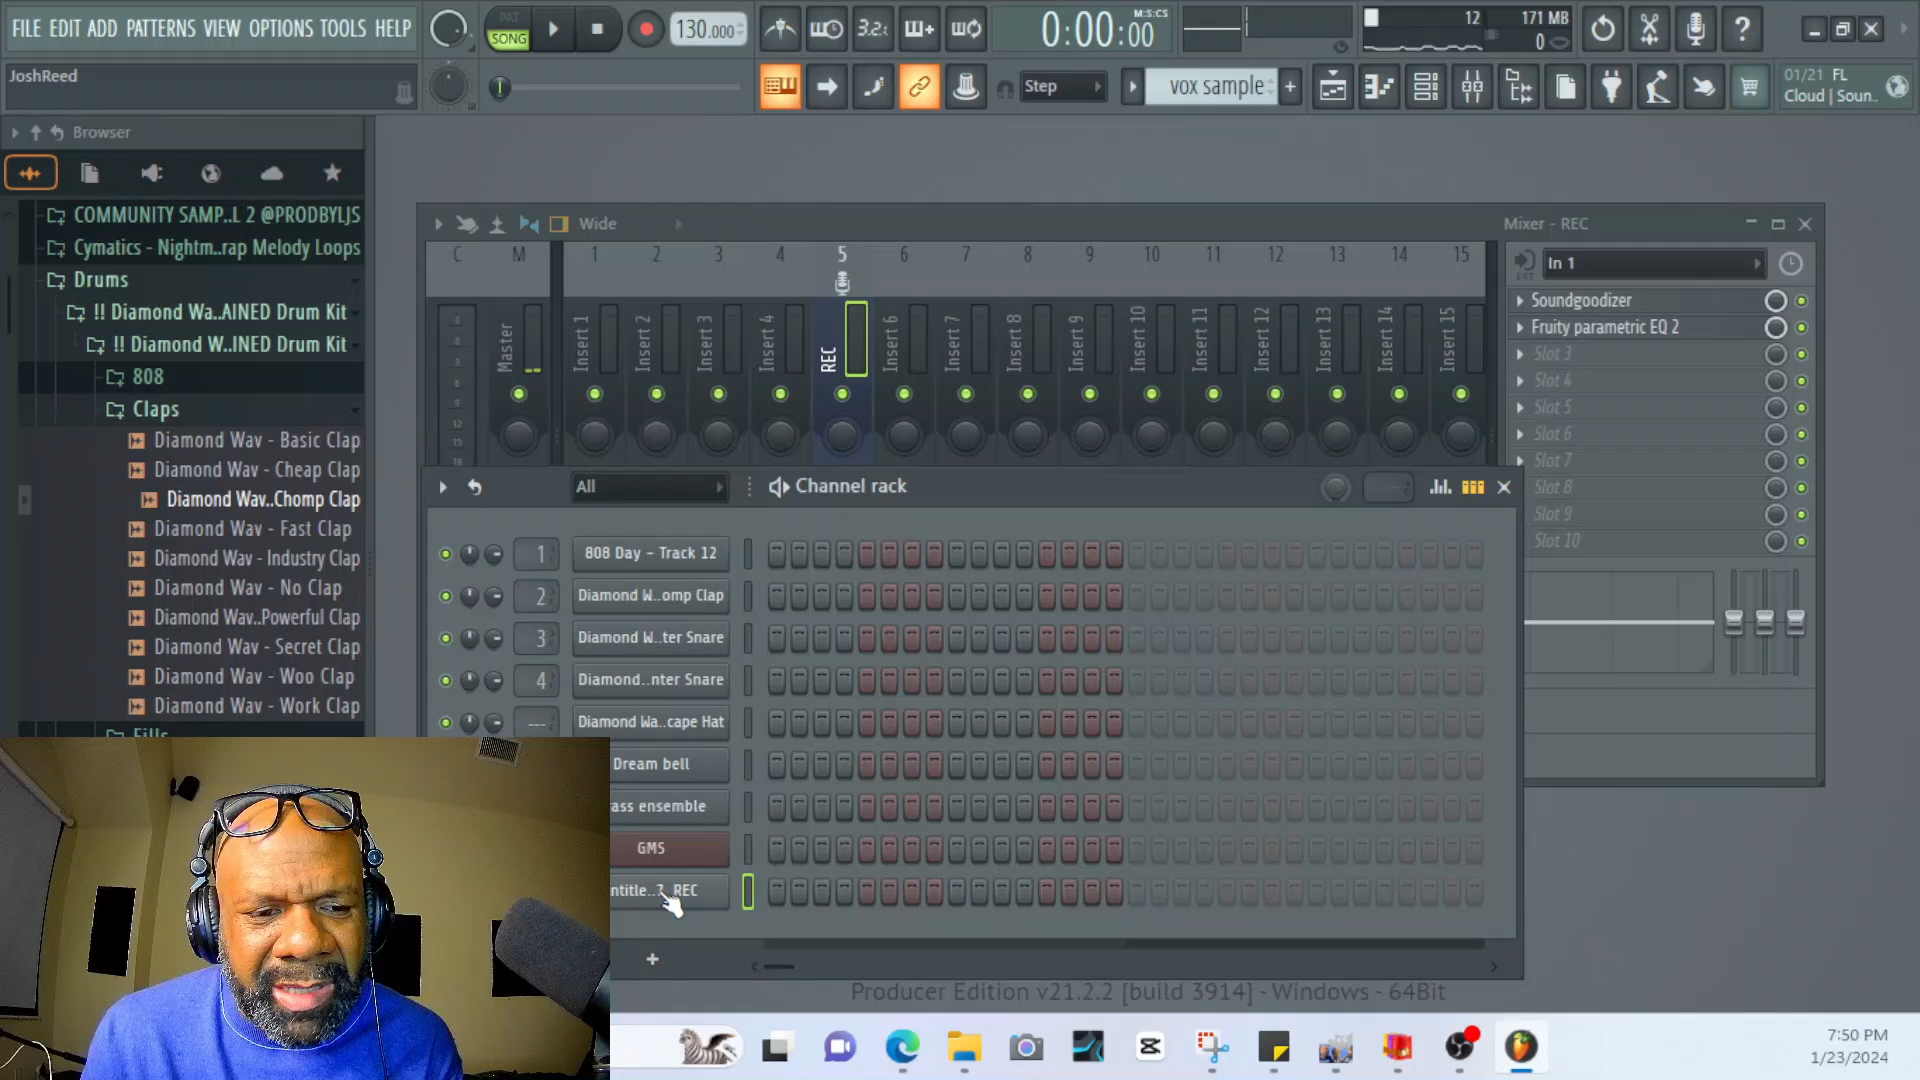 FILE EDIT ADD PATTERNS VIEW OPTIONS TOOLS HELP
PAT
SONG
130.000
3.2.
0:00:00
M:S:CS
12
171 MB
0
JoshReed
Step
vox sample
01/21 FL
Cloud | Soun..
Browser
COMMUNITY SAMP..L 2 @PRODBYLJS
Cymatics - Nightm..rap Melody Loops
Drums
!! Diamond Wa..AINED Drum Kit
!! Diamond W..INED Drum Kit
808
Claps
Diamond Wav - Basic Clap
Diamond Wav - Cheap Clap
Diamond Wav..Chomp Clap
Diamond Wav - Fast Clap
Diamond Wav - Industry Clap
Diamond Wav - No Clap
Diamond Wav..Powerful Clap
Diamond Wav - Secret Clap
Diamond Wav - Woo Clap
Diamond Wav - Work Clap
Fills
Wide
Mixer - REC
C M 1 2 3 4 5 6 7 8 9 10 11 12 13 14 15
Master Insert 1 Insert 2 Insert 3 Insert 4 REC Insert 6 Insert 7 Insert 8 Insert 9 Insert 10 Insert 11 Insert 12 Insert 13 Insert 14 Insert 15
In 1
Soundgoodizer
Fruity parametric EQ 2
Slot 3
Slot 4
Slot 5
Slot 6
Slot 7
Slot 8
Slot 9
Slot 10
All
Channel rack
1 808 Day - Track 12
2 Diamond W..omp Clap
3 Diamond W..ter Snare
4 Diamond..nter Snare
--- Diamond Wa..cape Hat
Dream bell
ass ensemble
GMS
ntitle..7_REC
Producer Edition v21.2.2 [build 3914] - Windows - 64Bit
7:50 PM
1/23/2024